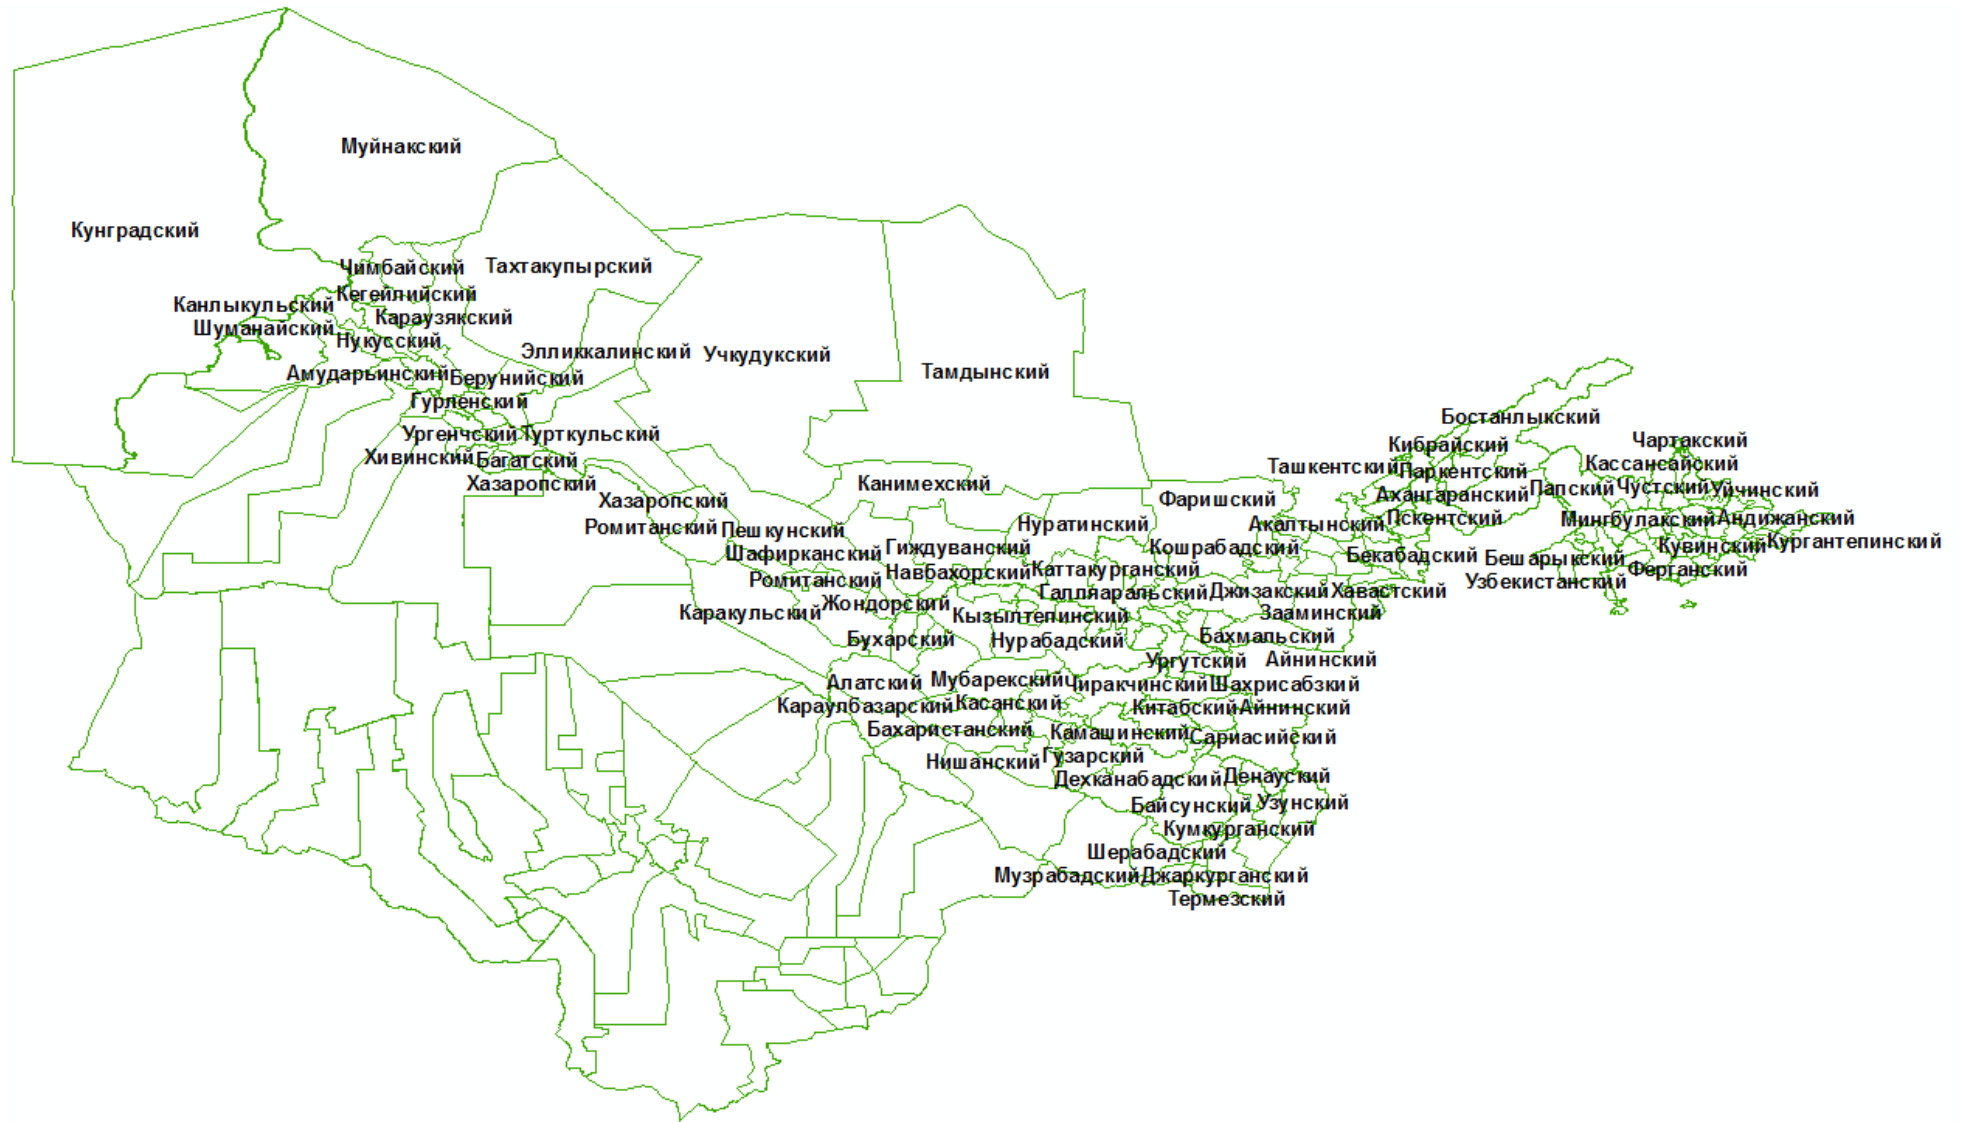 Муйнакский
Кунградский
Чимбайский
Тахтакупырский
Кегейлийский
Канлыкульский
Караузякский
Шуманайский
Нукусский
Элликкалинский
Учкудукский
Тамдынский
Амударьинский
Берунийский
Гурленский
Бостанлыкский
Ургенчский
Турткульский
Чартакский
Кибрайский
Хивинский
Багатский
Ташкентский
Паркентский
Кассансайский
Хазаропский
Канимехский
Папский
Чустский
Уйчинский
Хазаропский
Фаришский
Ахангаранский
Ромитанский
Пешкунский
Нуратинский
Акалтынский
Пскентский
Мингбулакский
Андижанский
Шафирканский
Гиждуванский
Кошрабадский
Бекабадский
Бешарыкский
Кувинский
Кургантепинский
Ромитанский
Навбахорский
Каттакурганский
Узбекистанский
Ферганский
Галляаральский
Джизакский
Хавастский
Каракульский
Жондорский
Кызылтепинский
Зааминский
Бухарский
Нурабадский
Бахмальский
Ургутский
Айнинский
Алатский
Мубарекский
Чиракчинский
Шахрисабзкий
Караулбазарский
Касанский
Китабский
Айнинский
Бахаристанский
Камашинский
Сариасийский
Нишанский
Гузарский
Дехканабадский
Денауский
Байсунский
Узунский
Кумкурганский
Шерабадский
Музрабадский
Джаркурганский
Термезский